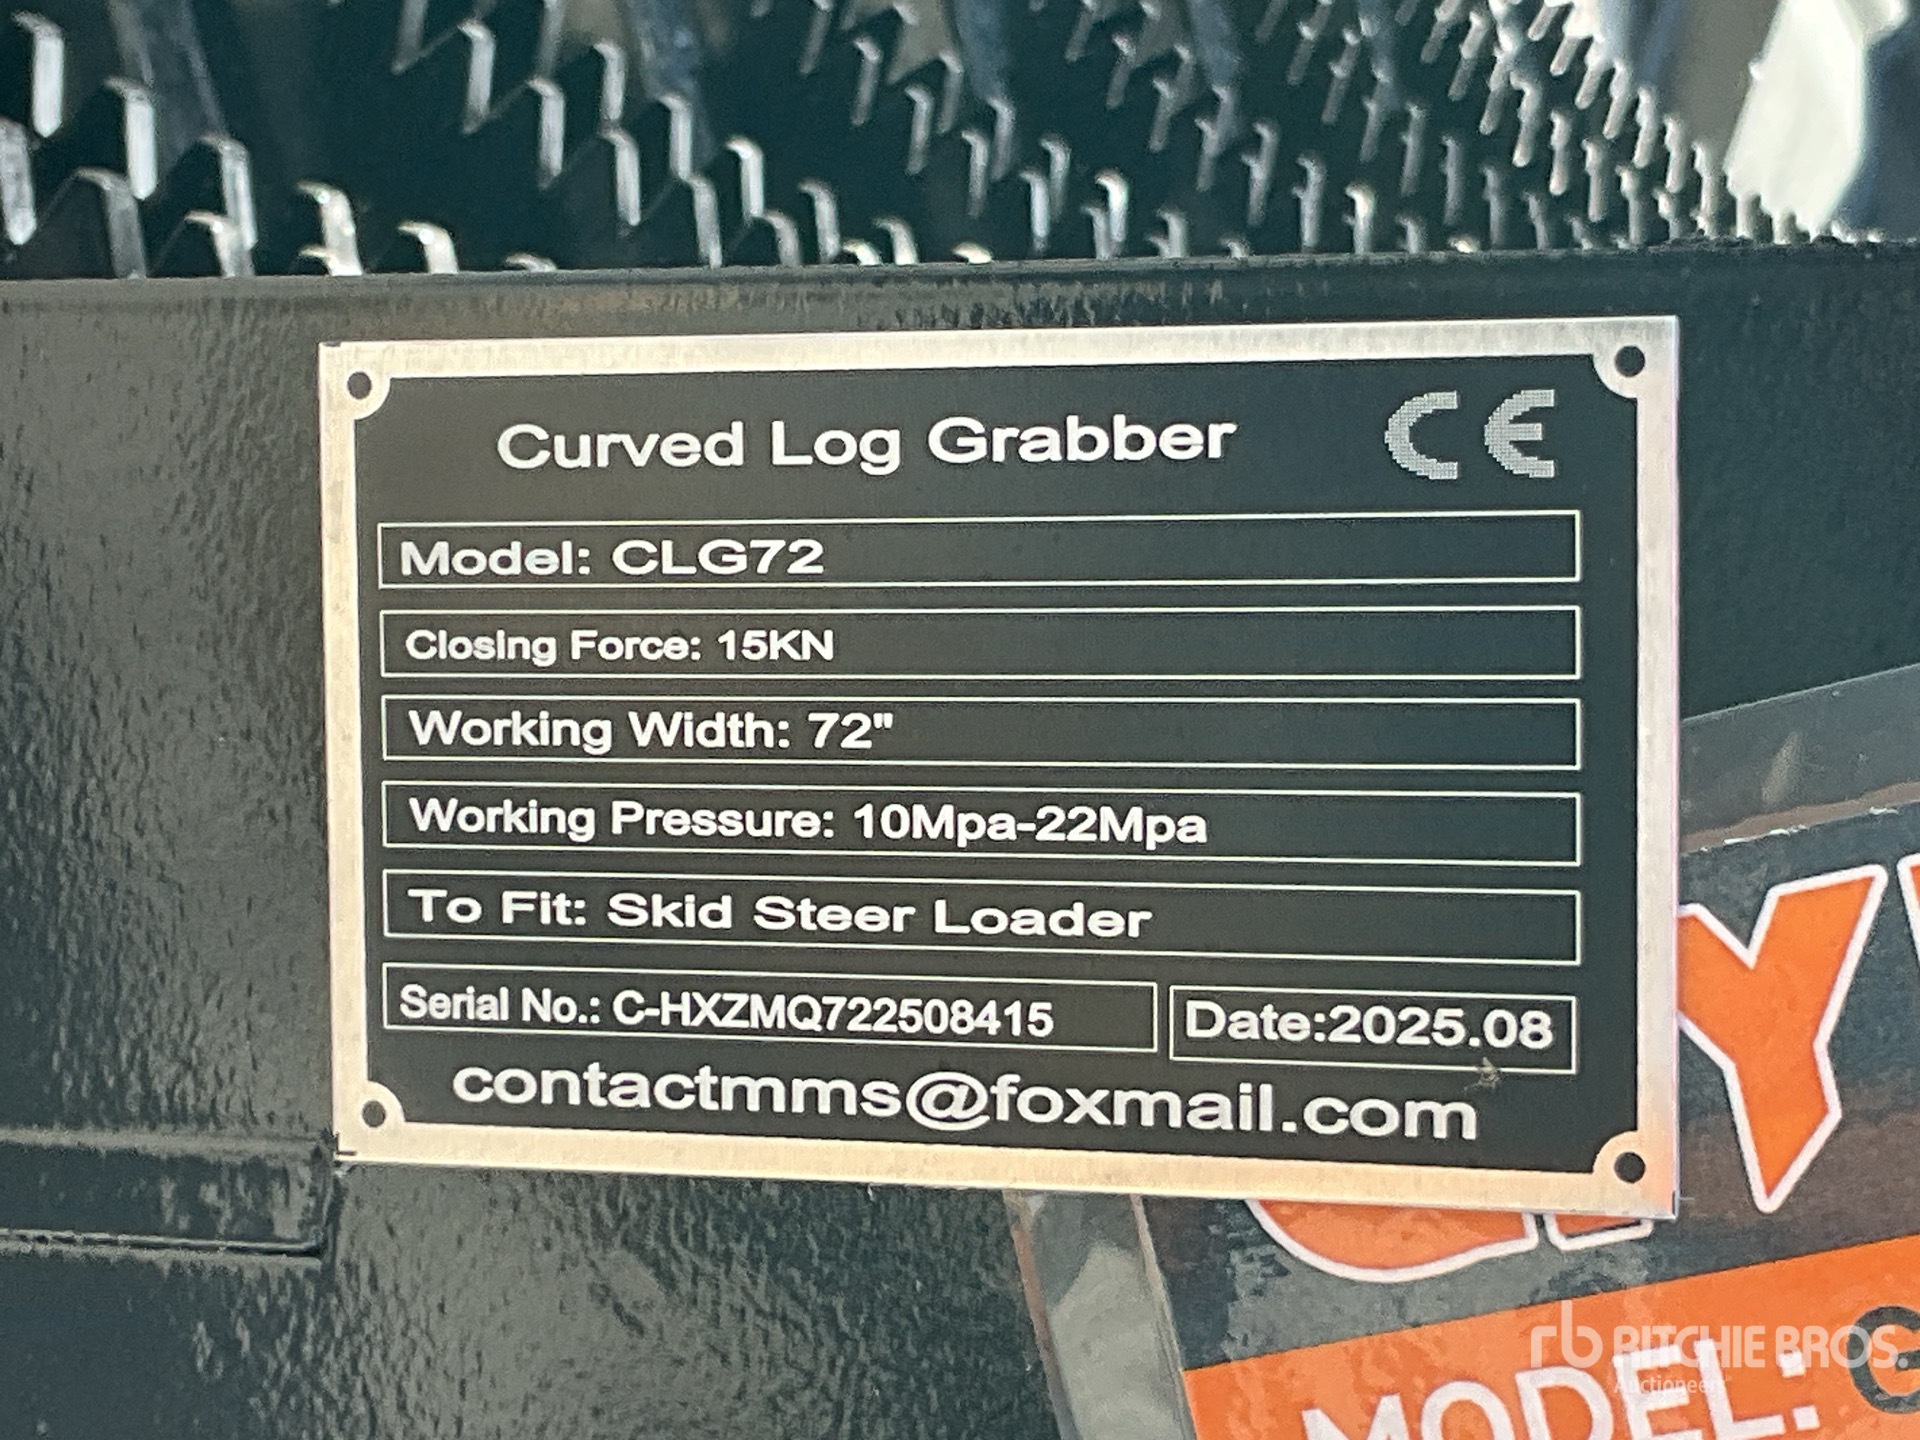 Curved Log Grabber CE
Model: CLG72
Closing Force: 15KN
Working Width: 72"
Working Pressure: 10Mpa-22Mpa
To Fit: Skid Steer Loader
Serial No.: C-HXZMQ722508415 Date:2025.08
contactmms@foxmail.com
MODEL: G
rb RITCHIE BROS.
Auctioneers